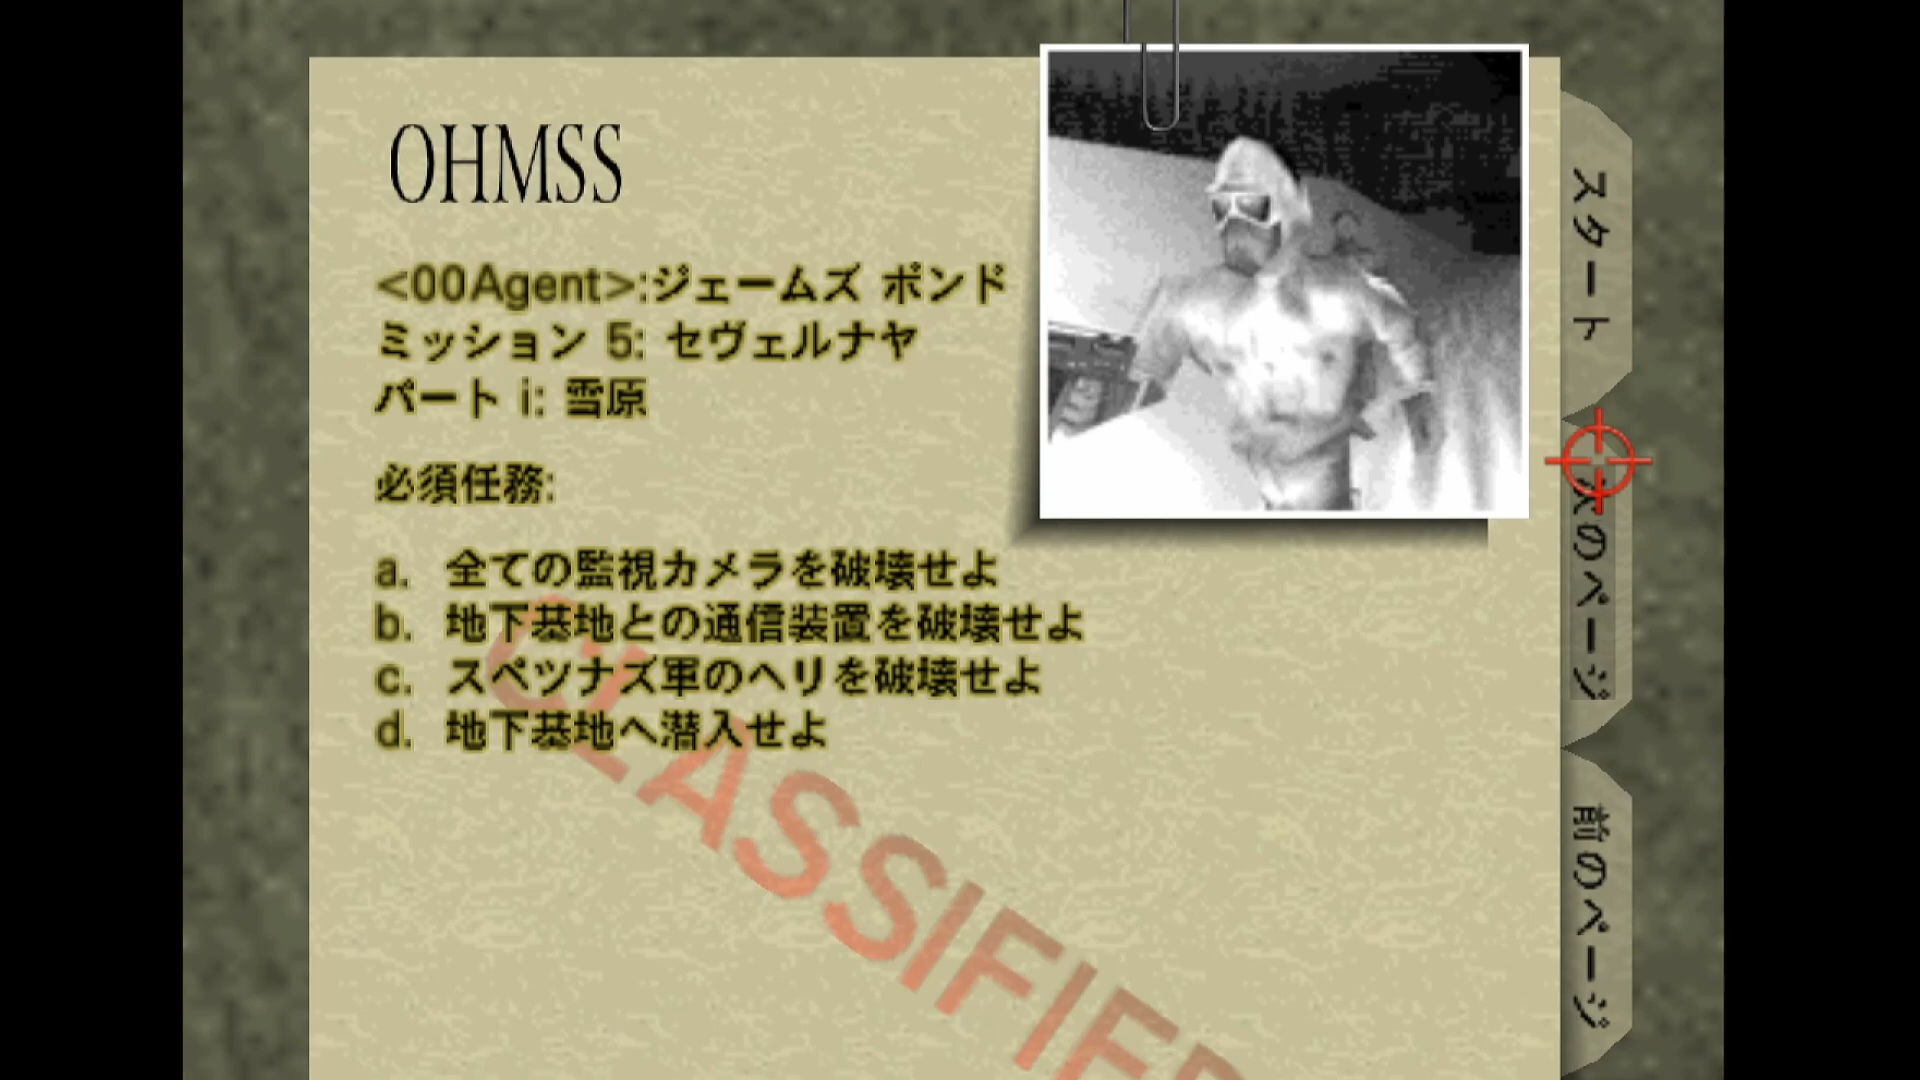 OHMSS
<00Agent>:ジェームズ ボンド
ミッション 5: セヴェルナヤ
パート i: 雪原
必須任務:
a. 全ての監視カメラを破壊せよ
b. 地下基地との通信装置を破壊せよ
c. スペツナズ軍のヘリを破壊せよ
d. 地下基地へ潜入せよ
CLASSIFIED
スタート
次のページ
前のページ